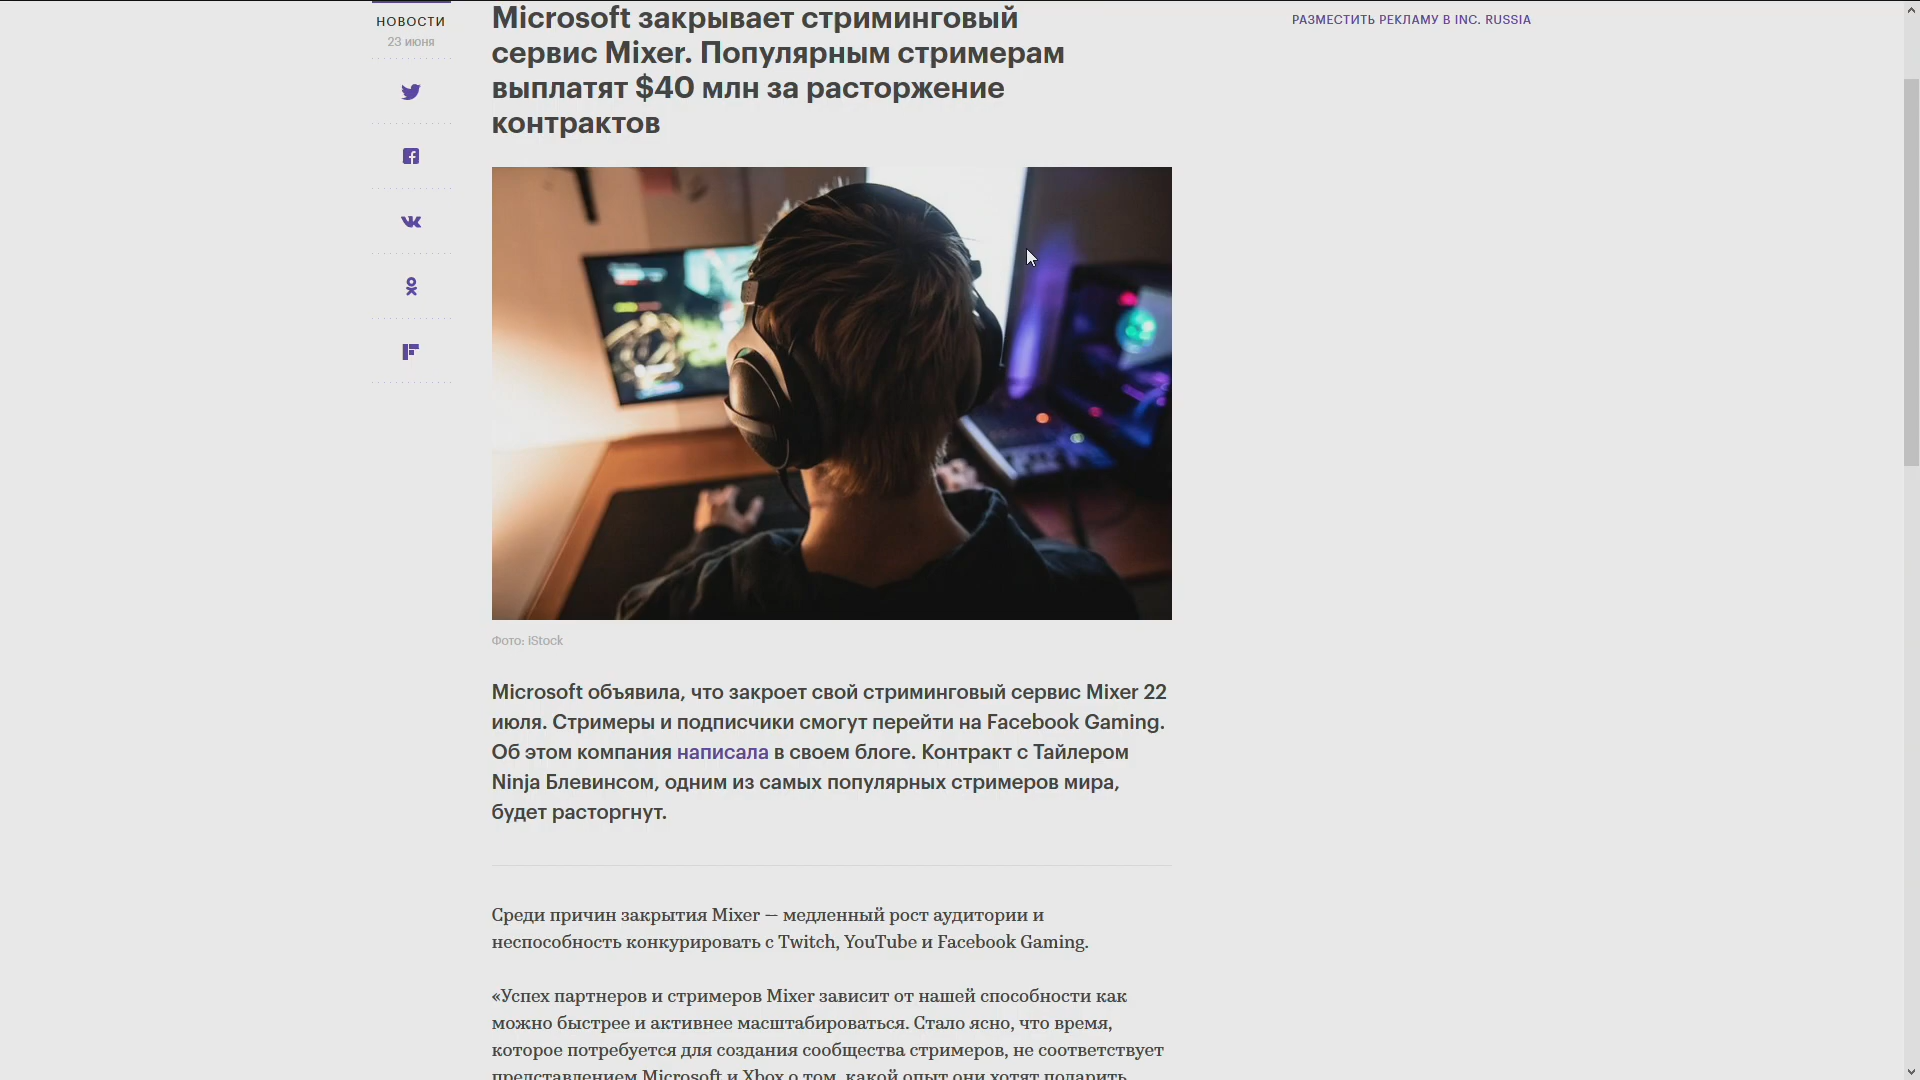 НОВОСТИ
23 июня
Microsoft закрывает стриминговый
сервис Mixer. Популярным стримерам
выплатят $40 млн за расторжение
контрактов
РАЗМЕСТИТЬ РЕКЛАМУ В INC. RUSSIA
Фото: iStock
Microsoft объявила, что закроет свой стриминговый сервис Mixer 22
июля. Стримеры и подписчики смогут перейти на Facebook Gaming.
Об этом компания написала в своем блоге. Контракт с Тайлером
Ninja Блевинсом, одним из самых популярных стримеров мира,
будет расторгнут.
Среди причин закрытия Mixer — медленный рост аудитории и
неспособность конкурировать с Twitch, YouTube и Facebook Gaming.
«Успех партнеров и стримеров Mixer зависит от нашей способности как
можно быстрее и активнее масштабироваться. Стало ясно, что время,
которое потребуется для создания сообщества стримеров, не соответствует
представлением Microsoft и Xbox о том, какой опыт они хотят подарить